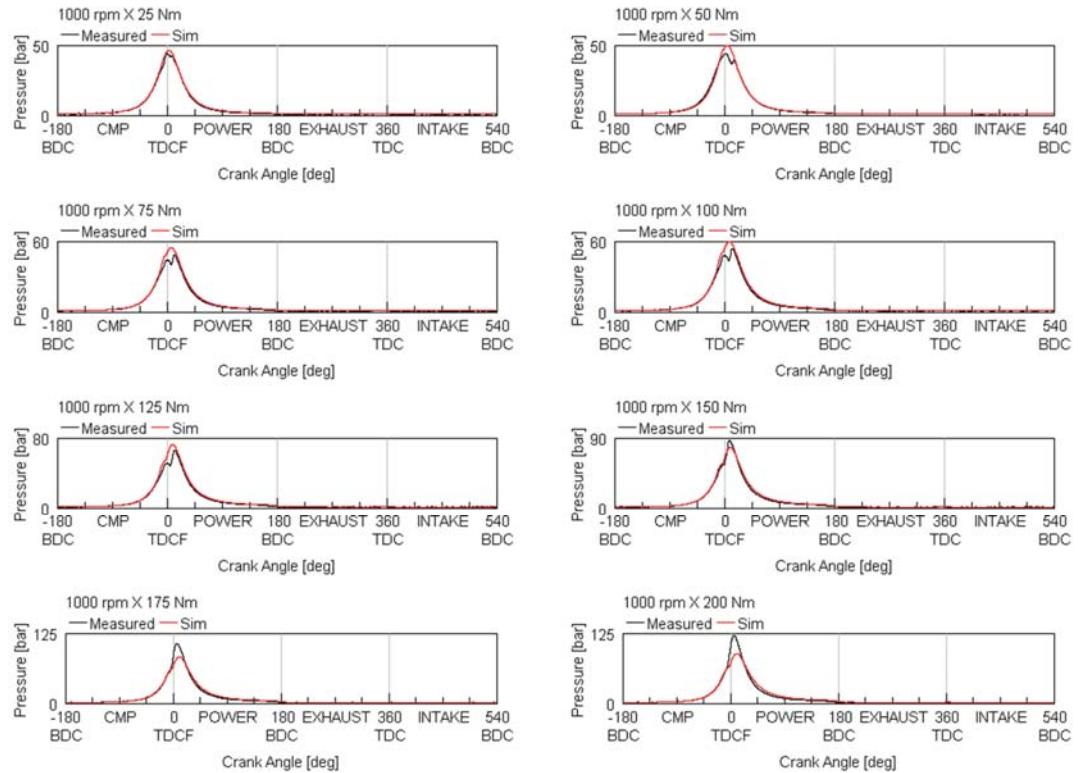 1000 rpm X 25 Nm
Measured Sim
Pressure [bar]
50
0
-180 CMP 0 POWER 180 EXHAUST 360 INTAKE 540
BDC TDCF BDC TDC BDC
Crank Angle [deg]
1000 rpm X 50 Nm
Measured Sim
Pressure [bar]
50
0
-180 CMP 0 POWER 180 EXHAUST 360 INTAKE 540
BDC TDCF BDC TDC BDC
Crank Angle [deg]
1000 rpm X 75 Nm
Measured Sim
Pressure [bar]
60
0
-180 CMP 0 POWER 180 EXHAUST 360 INTAKE 540
BDC TDCF BDC TDC BDC
Crank Angle [deg]
1000 rpm X 100 Nm
Measured Sim
Pressure [bar]
60
0
-180 CMP 0 POWER 180 EXHAUST 360 INTAKE 540
BDC TDCF BDC TDC BDC
Crank Angle [deg]
1000 rpm X 125 Nm
Measured Sim
Pressure [bar]
80
0
-180 CMP 0 POWER 180 EXHAUST 360 INTAKE 540
BDC TDCF BDC TDC BDC
Crank Angle [deg]
1000 rpm X 150 Nm
Measured Sim
Pressure [bar]
90
0
-180 CMP 0 POWER 180 EXHAUST 360 INTAKE 540
BDC TDCF BDC TDC BDC
Crank Angle [deg]
1000 rpm X 175 Nm
Measured Sim
Pressure [bar]
125
0
-180 CMP 0 POWER 180 EXHAUST 360 INTAKE 540
BDC TDCF BDC TDC BDC
Crank Angle [deg]
1000 rpm X 200 Nm
Measured Sim
Pressure [bar]
125
0
-180 CMP 0 POWER 180 EXHAUST 360 INTAKE 540
BDC TDCF BDC TDC BDC
Crank Angle [deg]